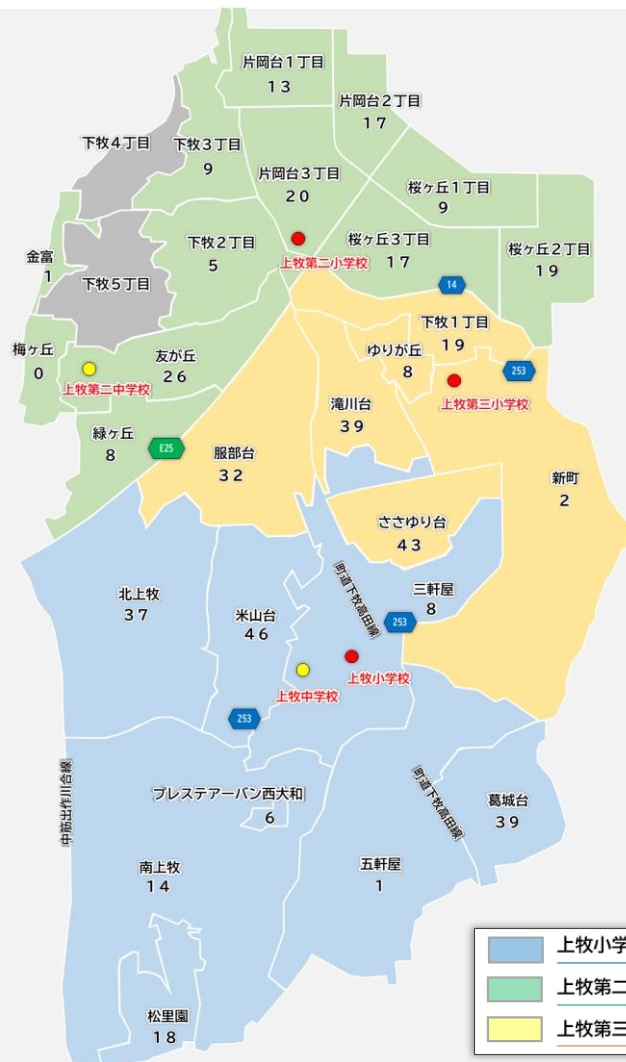 片岡台1丁目
13
片岡台2丁目
17
下牧4丁目
下牧3丁目
9
片岡台3丁目
20
桜ヶ丘1丁目
9
下牧2丁目
5
桜ヶ丘3丁目
17
桜ヶ丘2丁目
19
上牧第二小学校
金富
1
下牧5丁目
14
下牧1丁目
19
梅ヶ丘
0
友が丘
26
ゆりが丘
8
253
上牧第二中学校
上牧第三小学校
滝川台
39
緑ヶ丘
8
E25
服部台
32
新町
2
ささゆり台
43
北上牧
37
米山台
46
町道下牧高田線
三軒屋
8
253
上牧小学校
上牧中学校
253
中筋出作川合線
プレステアーバン西大和
6
町道下牧高田線
葛城台
39
南上牧
14
五軒屋
1
松里園
18
上牧小学
上牧第二
上牧第三